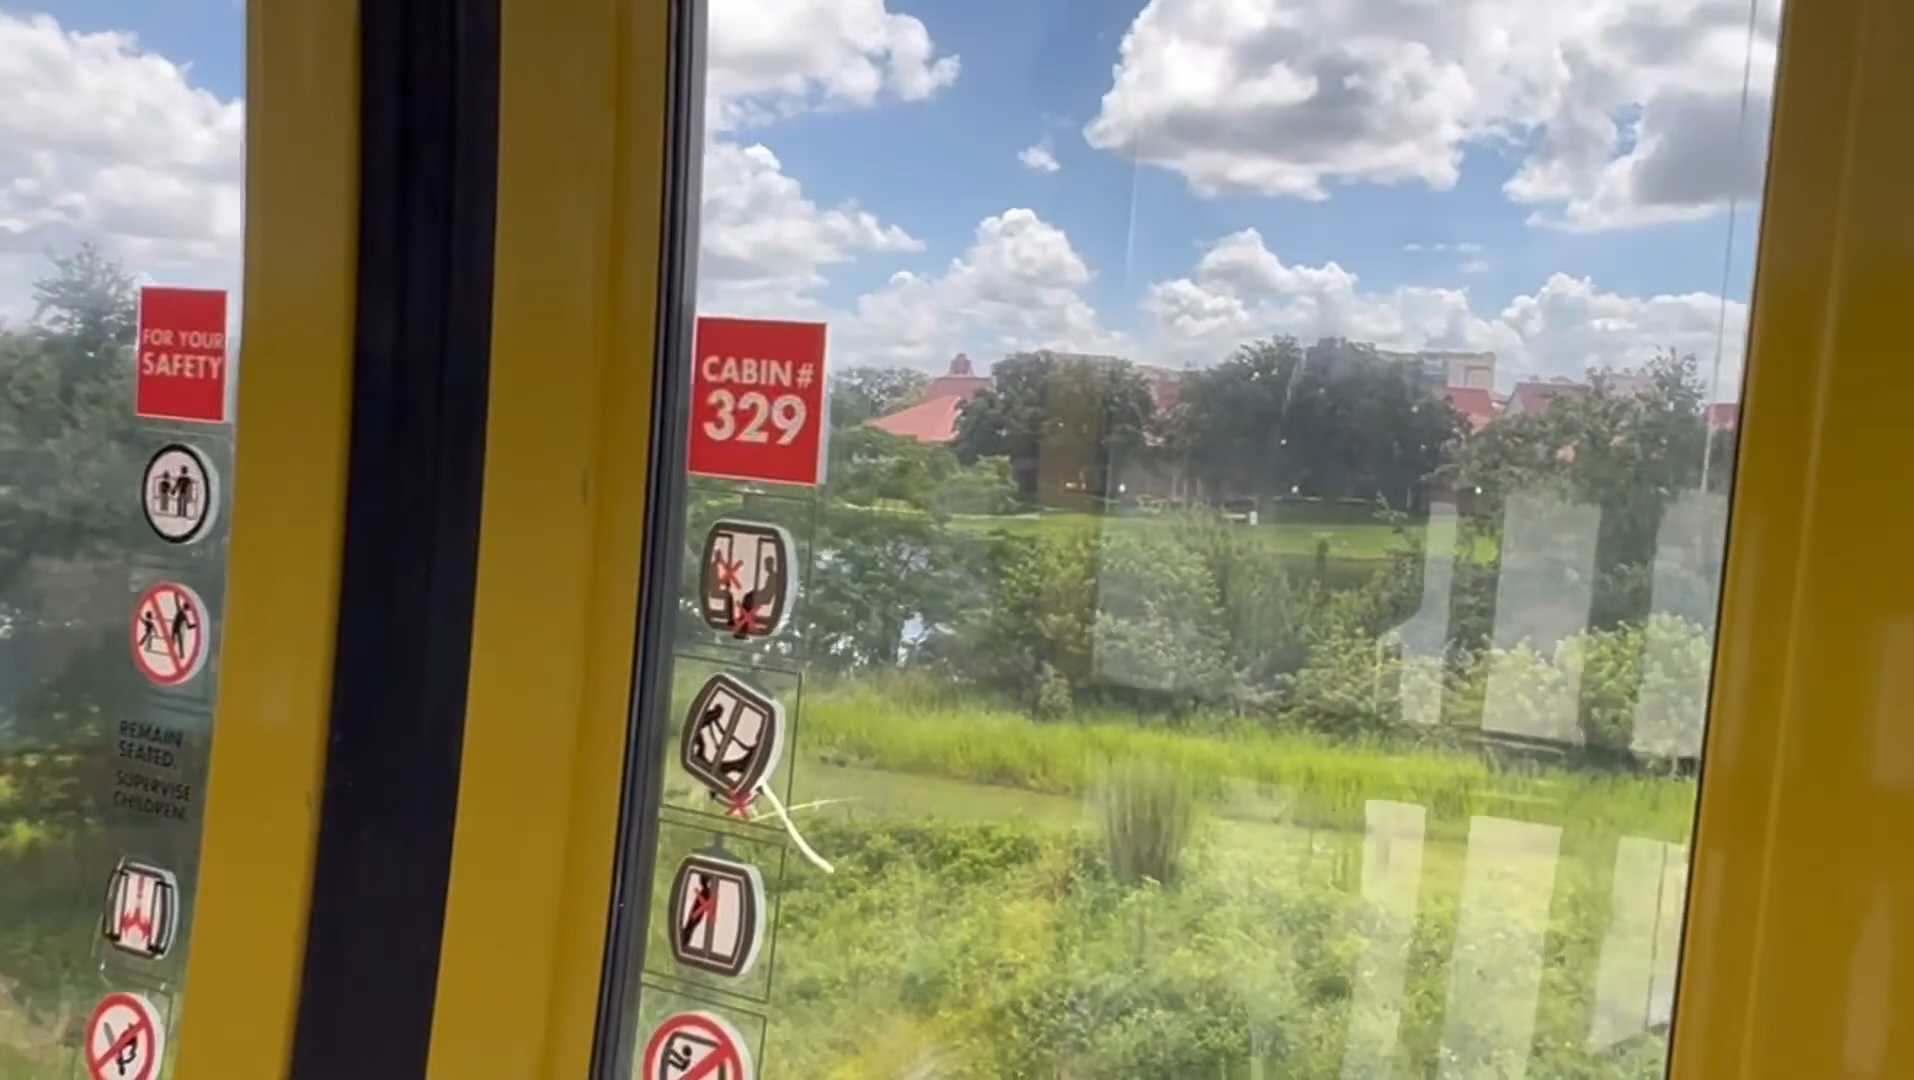 FOR YOUR
SAFETY
REMAIN
SEATED.
SUPERVISE
CHILDREN.
CABIN#
329